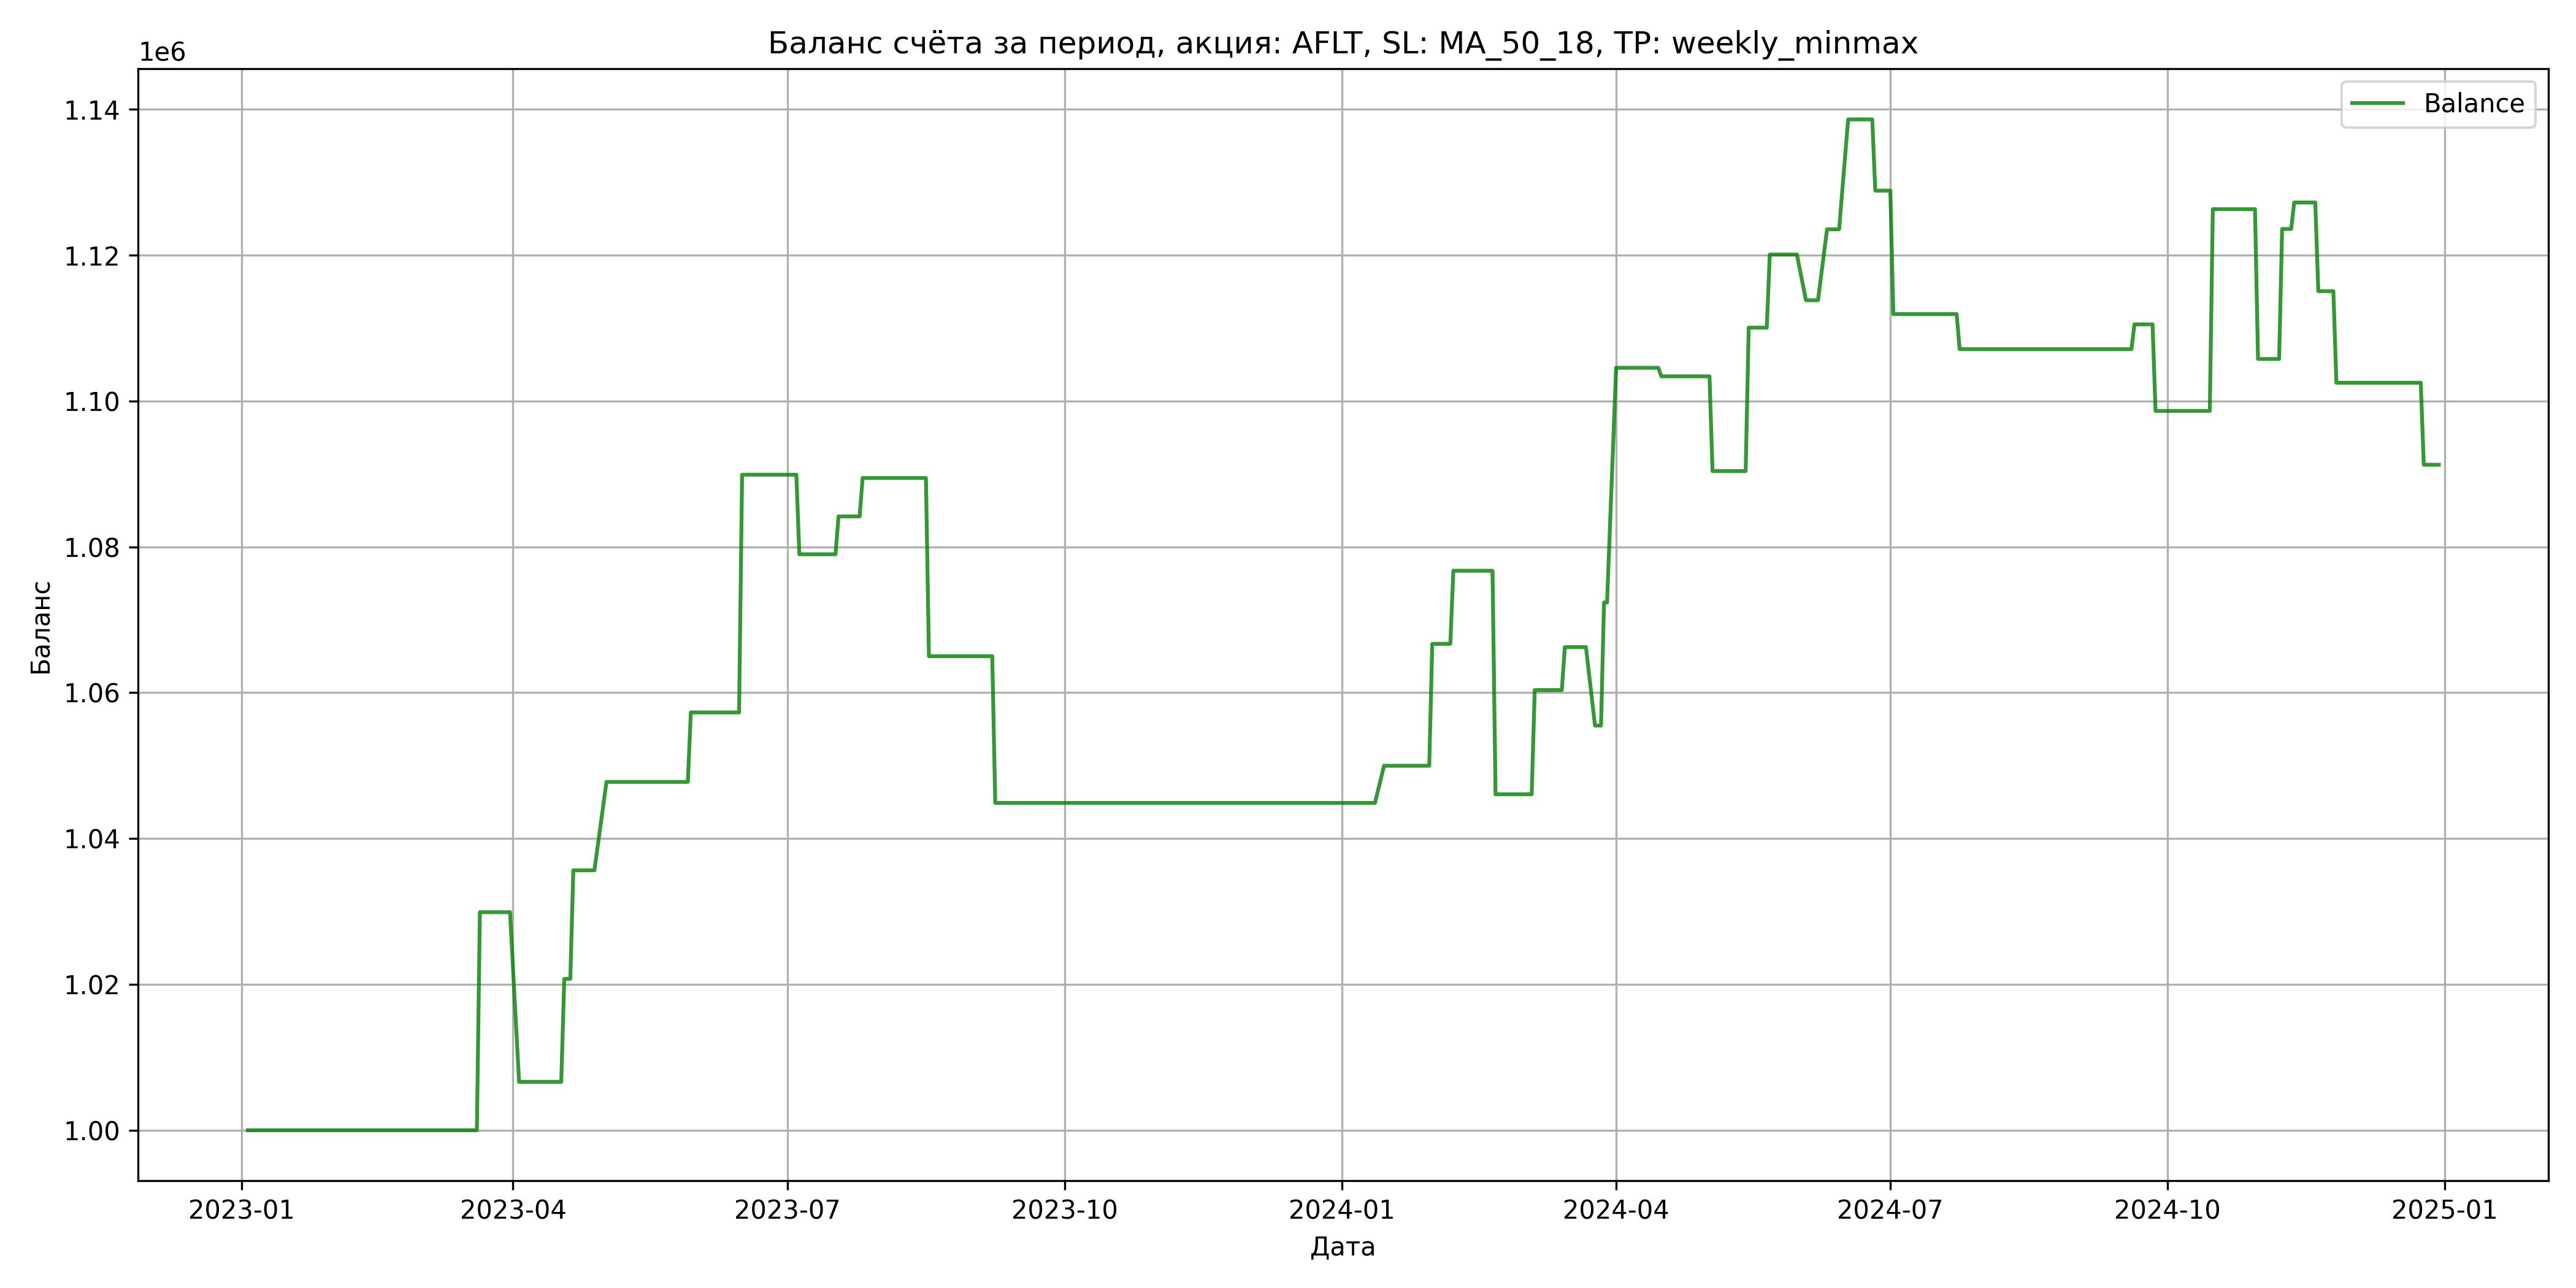 Баланс счёта за период, акция: AFLT, SL: MA_50_18, TP: weekly_minmax
1e6
Balance
1.14
1.12
1.10
1.08
1.06
1.04
1.02
1.00
Баланс
2023-01 2023-04 2023-07 2023-10 2024-01 2024-04 2024-07 2024-10 2025-01
Дата